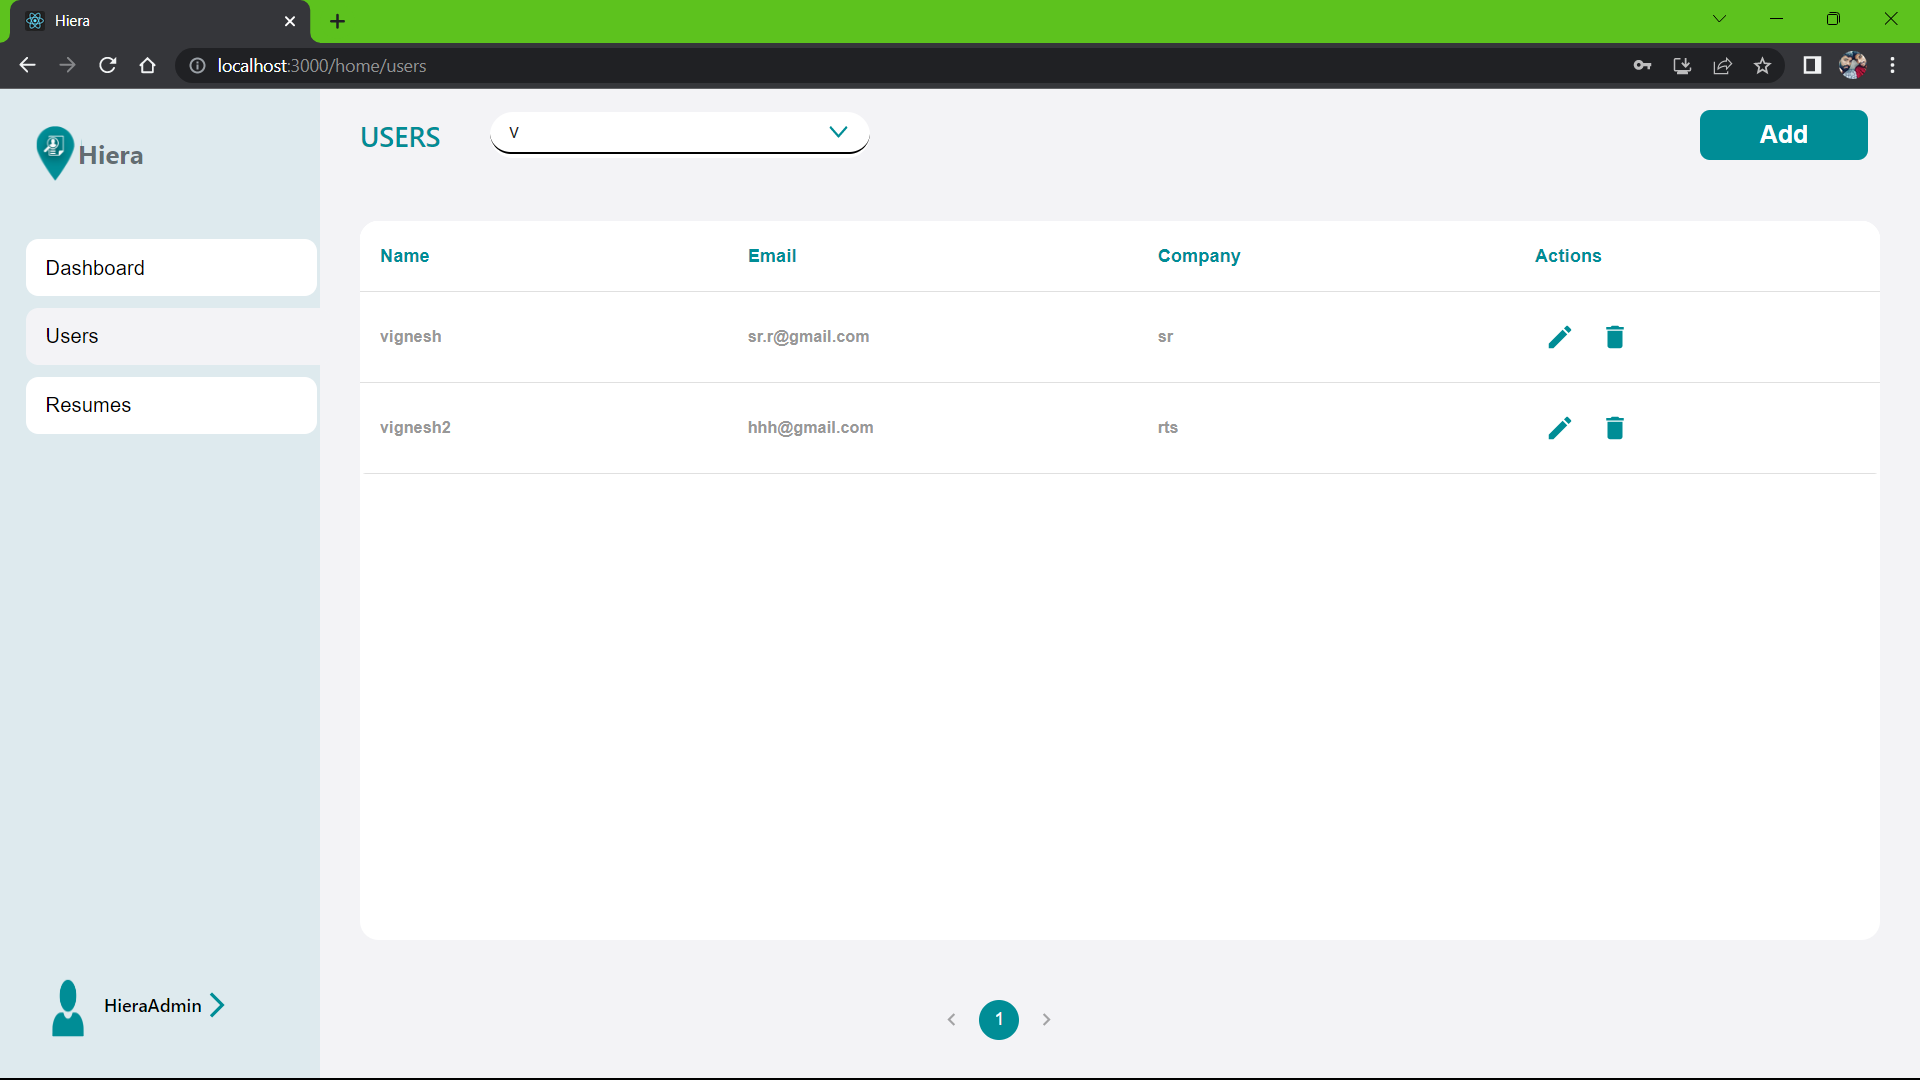 Hiera
localhost:3000/home/users
Hiera
USERS
V
Add
Dashboard
Users
Resumes
Name Email Company Actions
vignesh sr.r@gmail.com sr
vignesh2 hhh@gmail.com rts
HieraAdmin
1